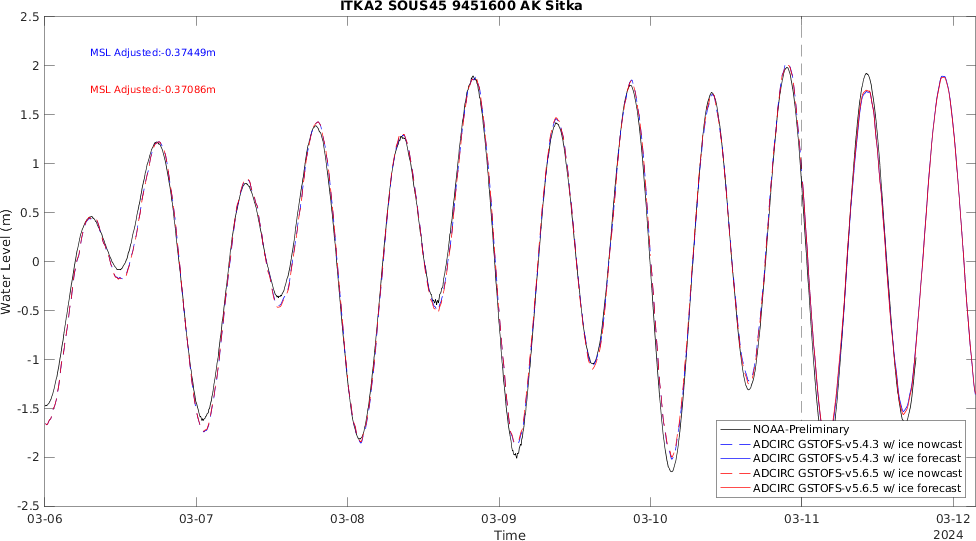 ITKA2 SOUS45 9451600 AK Sitka
MSL Adjusted:-0.37449m
MSL Adjusted:-0.37086m
Water Level (m)
2.5
2
1.5
1
0.5
0
-0.5
-1
-1.5
-2
-2.5
NOAA-Preliminary
ADCIRC GSTOFS-v5.4.3 w/ ice nowcast
ADCIRC GSTOFS-v5.4.3 w/ ice forecast
ADCIRC GSTOFS-v5.6.5 w/ ice nowcast
ADCIRC GSTOFS-v5.6.5 w/ ice forecast
03-06 03-07 03-08 03-09 03-10 03-11 03-12
Time 2024